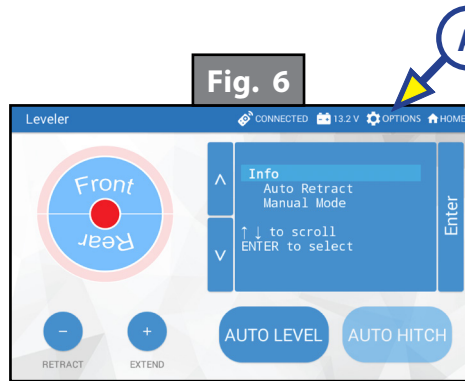 A
Fig. 6
Leveler CONNECTED 13.2 V OPTIONS HOME
Front
Rear
Info
Auto Retract
Manual Mode
↑ ↓ to scroll
ENTER to select
Enter
− +
RETRACT EXTEND
AUTO LEVEL AUTO HITCH